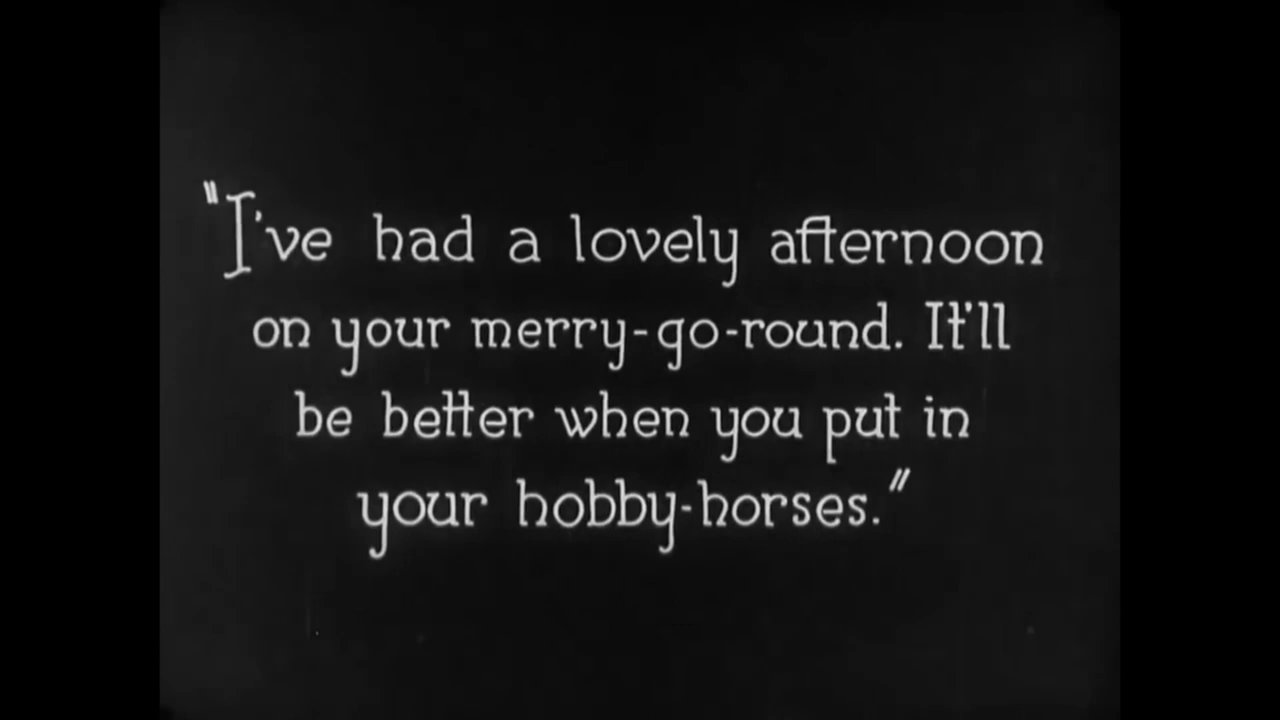 "I've had a lovely afternoon
on your merry-go-round. It'll
be better when you put in
your hobby-horses."